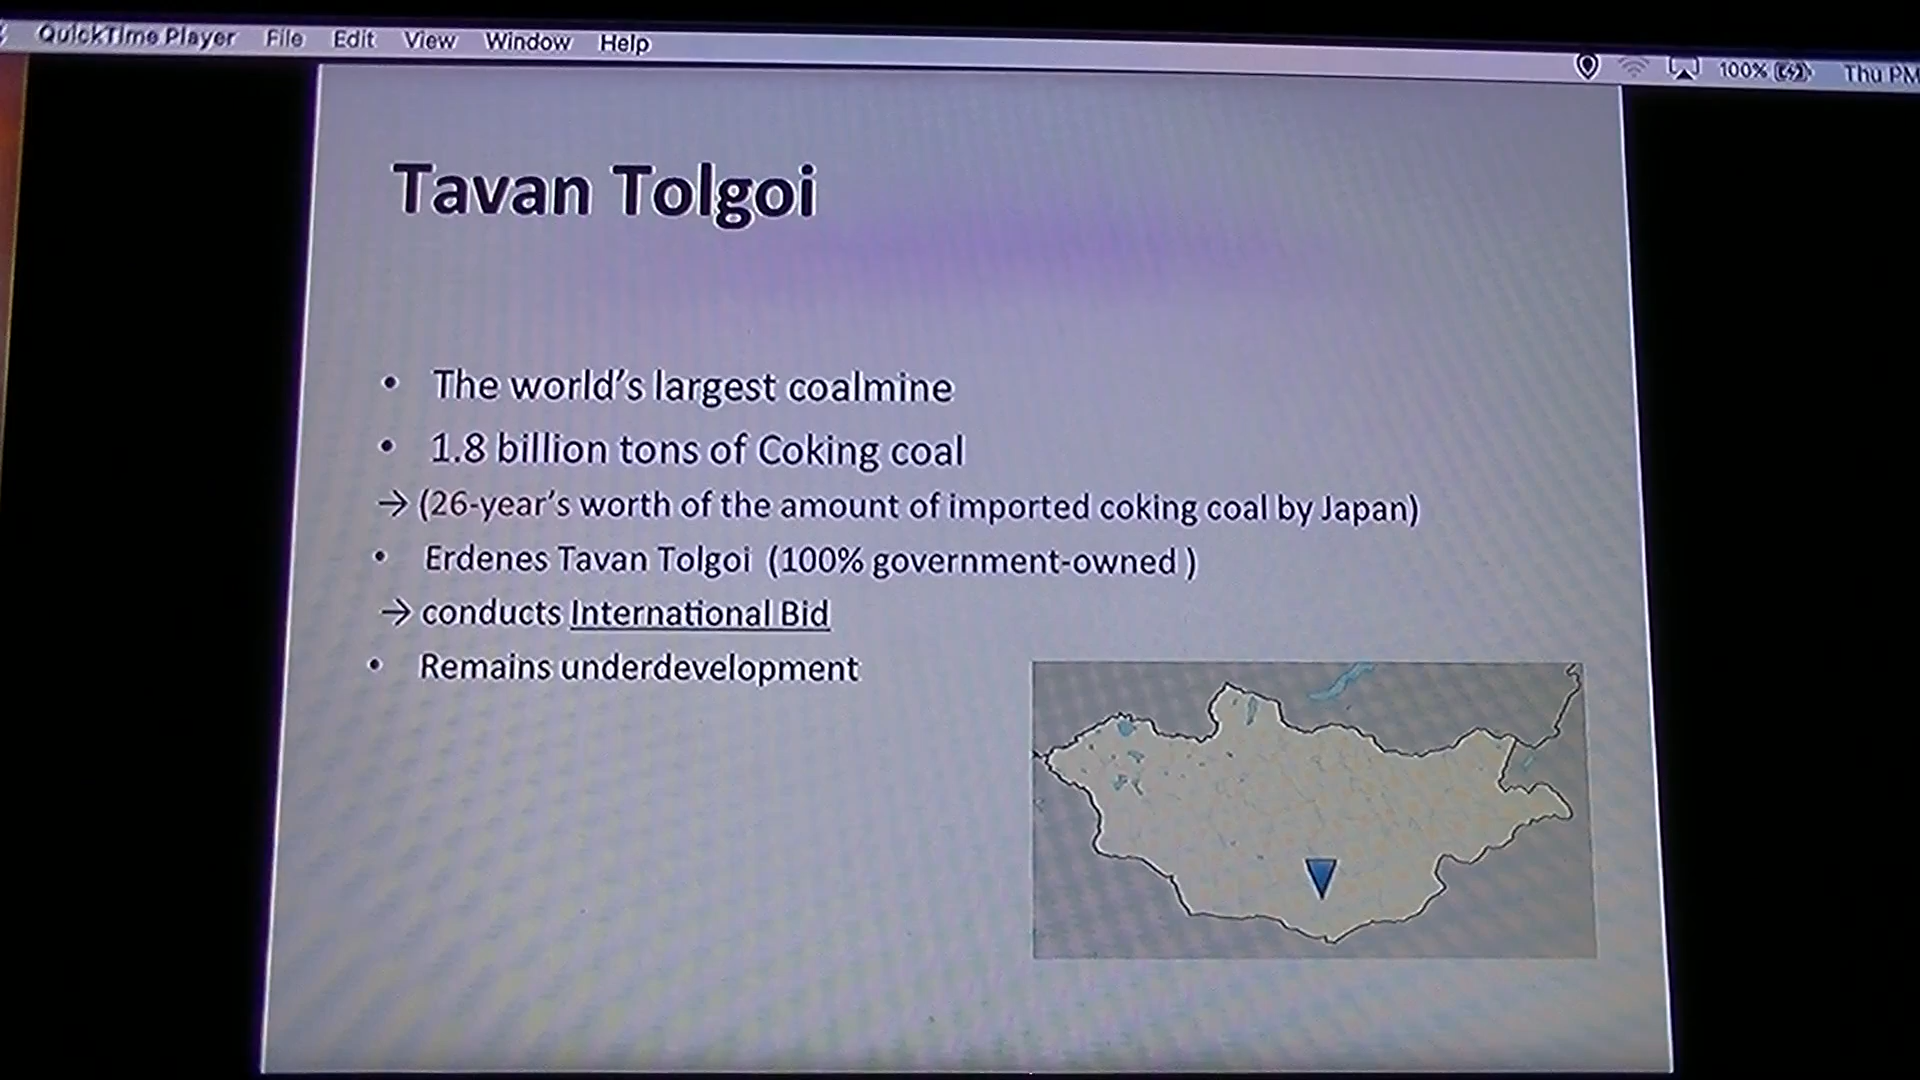 QuickTime Player File Edit View Window Help
100% Thu PM
Tavan Tolgoi
• The world's largest coalmine
• 1.8 billion tons of Coking coal
→ (26-year's worth of the amount of imported coking coal by Japan)
• Erdenes Tavan Tolgoi (100% government-owned )
→ conducts International Bid
• Remains underdevelopment